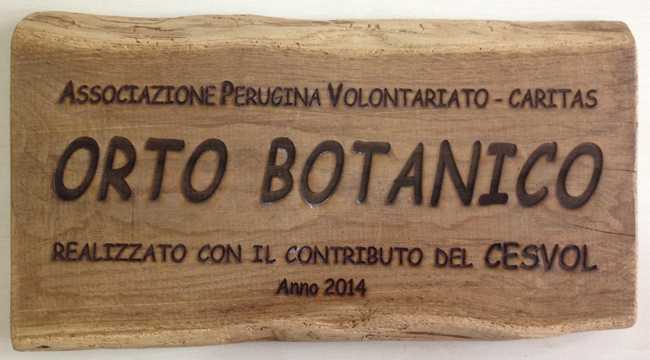 ASSOCIAZIONE PERUGINA VOLONTARIATO - CARITAS
ORTO BOTANICO
REALIZZATO CON IL CONTRIBUTO DEL CESVOL
Anno 2014